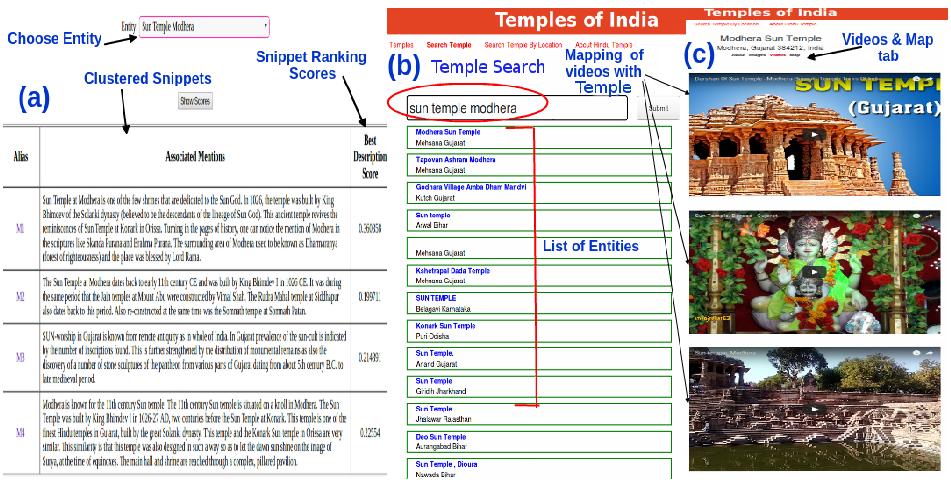 Entity Sun Temple Modhera
Choose Entity
Clustered Snippets
Snippet Ranking
Scores
(a)
ShowScores
Alias
Associated Mentions
Best
Description
Score
M1
Sun Temple at Modhera is one of the few shrines that are dedicated to the Sun God. In 1026, the temple was built by King
Bhimdev of the Solanki dynasty (believed to be the descendants of the lineage of Sun God). This ancient temple revives the
reminiscences of Sun Temple at Konark in Orissa. Turning in the pages of history, one can notice the mention of Modhera in
the scriptures like Skanda Purana and Brahma Purana. The surrounding area of Modhera used to be known as Dharmaranya
(forest of righteousness) and the place was blessed by Lord Rama.
M2
The Sun Temple at Modhera dates back to early 11th century CE and was built by King Bhimdev I in 1026 CE. It was during
the same period that the Jain temples at Mount Abu were constructed by Vimal Shah. The Rudra Mahal temple at Siddhapur
also dates back to this period. Also re-constructed at the same time was the Somnath temple at Somnath Patan.
M3
SUN-worship in Gujarat is known from remote antiquity as in whole of India. In Gujarat prevalence of the sun-cult is indicated
by the number of inscriptions found. This is further strengthened by the distribution of monumental remains as also the
discovery of a number of stone sculptures of the pantheon from various parts of Gujarat dating from about 5th century B.C. to
late medieval period.
M4
Modhera is known for the 11th century Sun temple. The 11th century Sun temple is situated on a knoll in Modhera. The Sun
Temple was built by King Bhimdev I in 1026-27 AD, two centuries before the Sun Temple at Konark. This temple is one of the
finest Hindu temples in Gujarat, built by the great Solanki dynasty. This temple and the Konark Sun temple in Orissa are very
similar. This similarity is that his temple was also designed in such a way so as to let the dawn sunshine on the image of
Surya, at the time of equinoxes. The main hall and shrine are reached through a complex, pillared pavilion.
0.12554
Temples of India
Temples Search Temple Search Temple By Location About Hindu Temple
(b)
Temple Search
Mapping of
videos with
Temple
sun temple modhera
Submit
Modhera Sun Temple
Mehsana Gujarat
Tapovan Ashram Modhera
Mehsana Gujarat
Godhara Village Amba Dham Mandvi
Kutch Gujarat
Sun temple
Arwal Bihar
Mehsana Gujarat
Kshetrapal Dada Temple
Mehsana Gujarat
SUN TEMPLE
Belagavi Karnataka
Konark Sun Temple
Puri Odisha
Sun Temple,
Anand Gujarat
Sun Temple
Giridih Jharkhand
Sun Temple
Jhalawar Rajasthan
Deo Sun Temple
Aurangabad Bihar
Sun Temple, Dioura
Nawada Bihar
List of Entities
Temples of India
(c)
Modhera Sun Temple
Modhera, Gujarat 384212, India
Videos & Map
tab
SUN TEMPL
(Gujarat)
Sun Temple Modhera